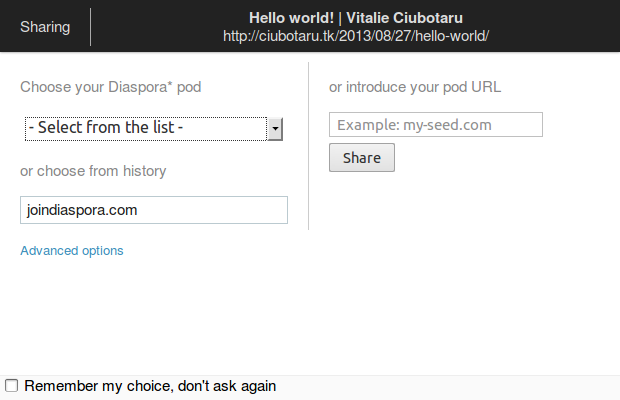 Sharing
Hello world! | Vitalie Ciubotaru
http://ciubotaru.tk/2013/08/27/hello-world/
Choose your Diaspora* pod
- Select from the list -
or choose from history
joindiaspora.com
Advanced options
or introduce your pod URL
Example: my-seed.com
Share
Remember my choice, don't ask again